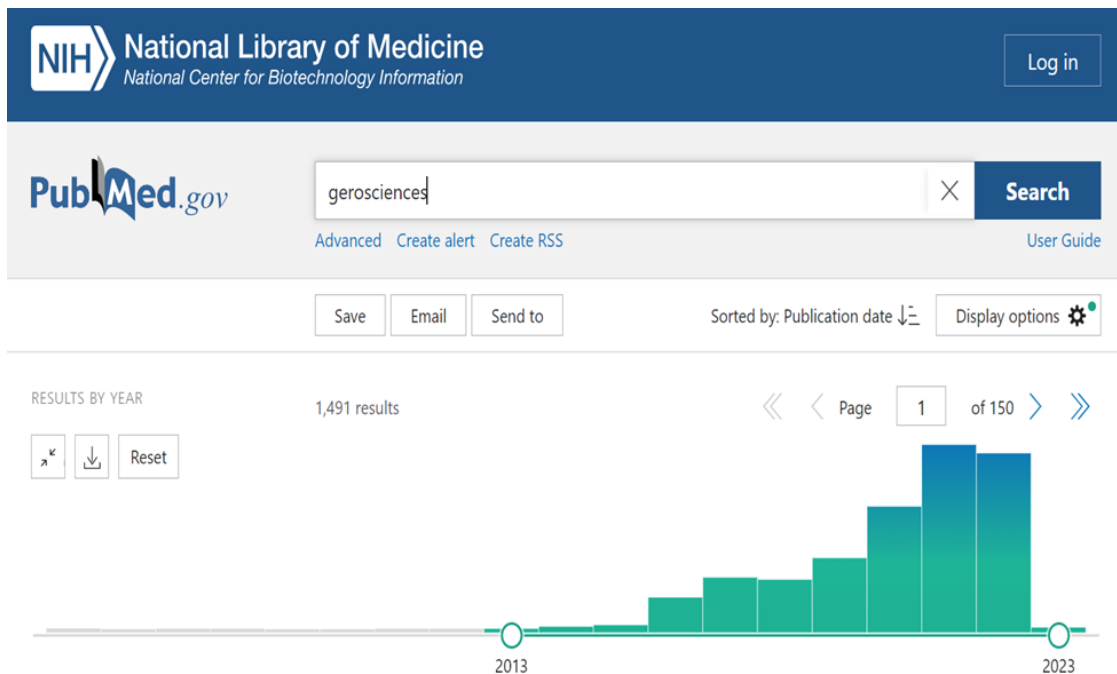 NIH National Library of Medicine
National Center for Biotechnology Information
Log in
PubMed.gov
gerosciences
Search
Advanced Create alert Create RSS
User Guide
Save Email Send to
Sorted by: Publication date
Display options
RESULTS BY YEAR
1,491 results
Page 1 of 150
Reset
2013 2023